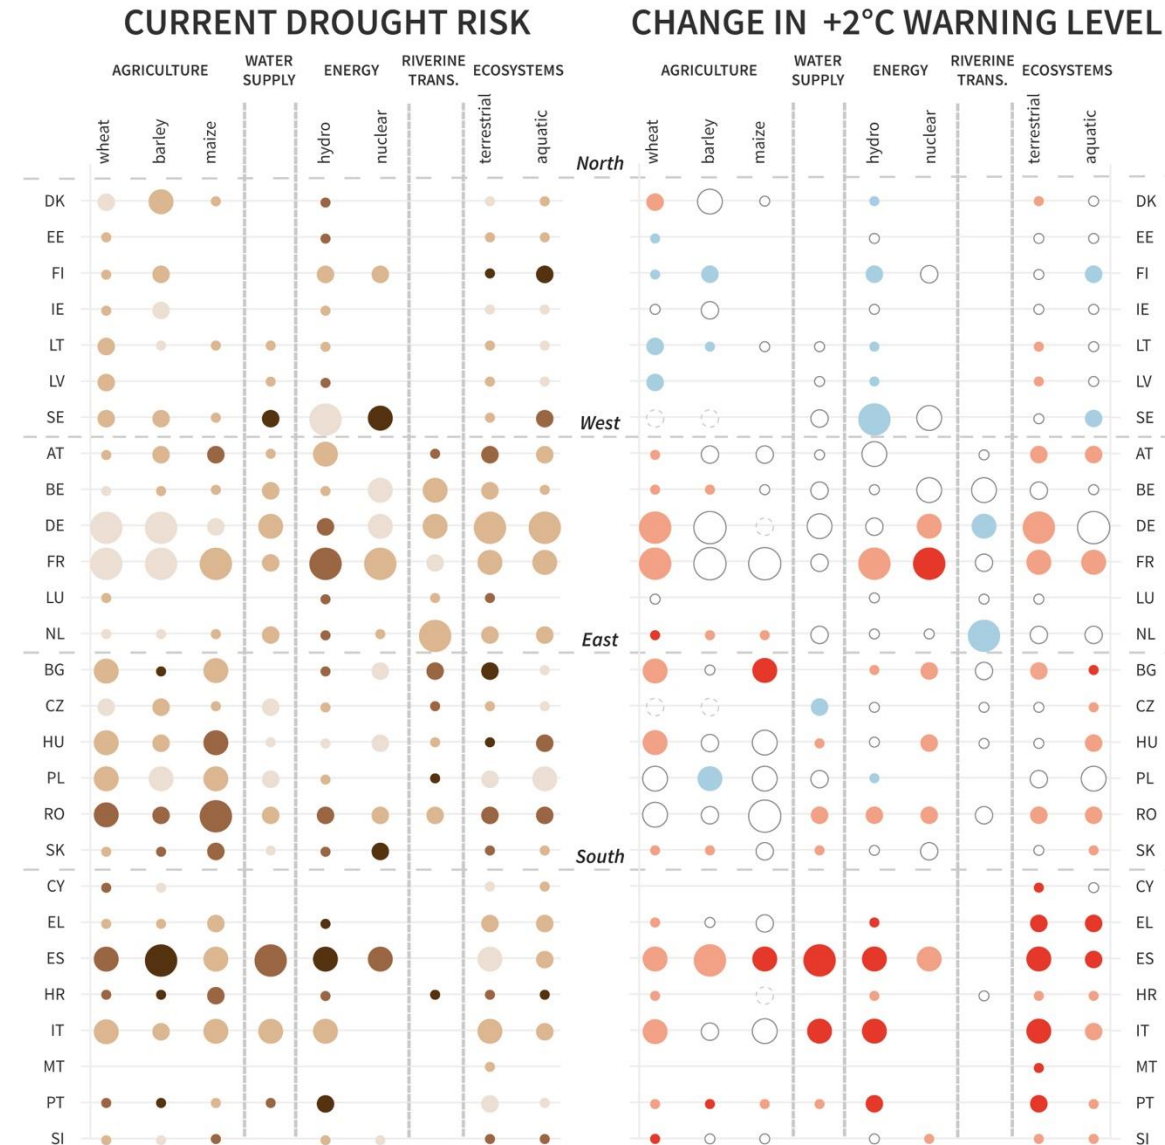 CURRENT DROUGHT RISK
CHANGE IN +2°C WARNING LEVEL
AGRICULTURE
WATER
SUPPLY
ENERGY
RIVERINE
TRANS.
ECOSYSTEMS
AGRICULTURE
WATER
SUPPLY
ENERGY
RIVERINE
TRANS.
ECOSYSTEMS
wheat
barley
maize
hydro
nuclear
terrestrial
aquatic
wheat
barley
maize
hydro
nuclear
terrestrial
aquatic
North
DK DK
EE EE
FI FI
IE IE
LT LT
LV LV
SE SE
West
AT AT
BE BE
DE DE
FR FR
LU LU
NL NL
East
BG BG
CZ CZ
HU HU
PL PL
RO RO
SK SK
South
CY CY
EL EL
ES ES
HR HR
IT IT
MT MT
PT PT
SI SI